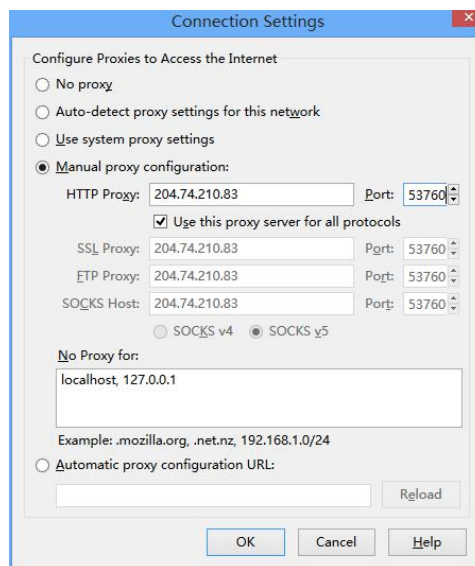 Connection Settings
Configure Proxies to Access the Internet
No proxy
Auto-detect proxy settings for this network
Use system proxy settings
Manual proxy configuration:
HTTP Proxy: 204.74.210.83 Port: 53760
Use this proxy server for all protocols
SSL Proxy: 204.74.210.83 Port: 53760
FTP Proxy: 204.74.210.83 Port: 53760
SOCKS Host: 204.74.210.83 Port: 53760
SOCKS v4 SOCKS v5
No Proxy for:
localhost, 127.0.0.1
Example: .mozilla.org, .net.nz, 192.168.1.0/24
Automatic proxy configuration URL:
Reload
OK Cancel Help